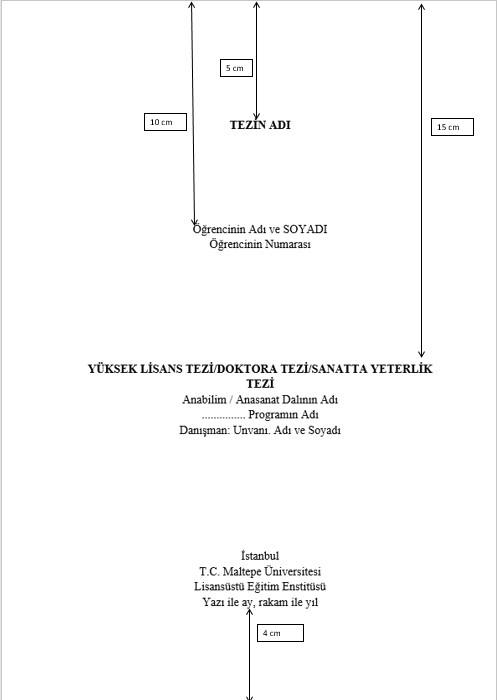 5 cm
10 cm
15 cm
TEZİN ADI
Öğrencinin Adı ve SOYADI
Öğrencinin Numarası
YÜKSEK LİSANS TEZİ/DOKTORA TEZİ/SANATTA YETERLİK
TEZİ
Anabilim / Anasanat Dalının Adı
............... Programın Adı
Danışman: Unvanı. Adı ve Soyadı
İstanbul
T.C. Maltepe Üniversitesi
Lisansüstü Eğitim Enstitüsü
Yazı ile ay, rakam ile yıl
4 cm